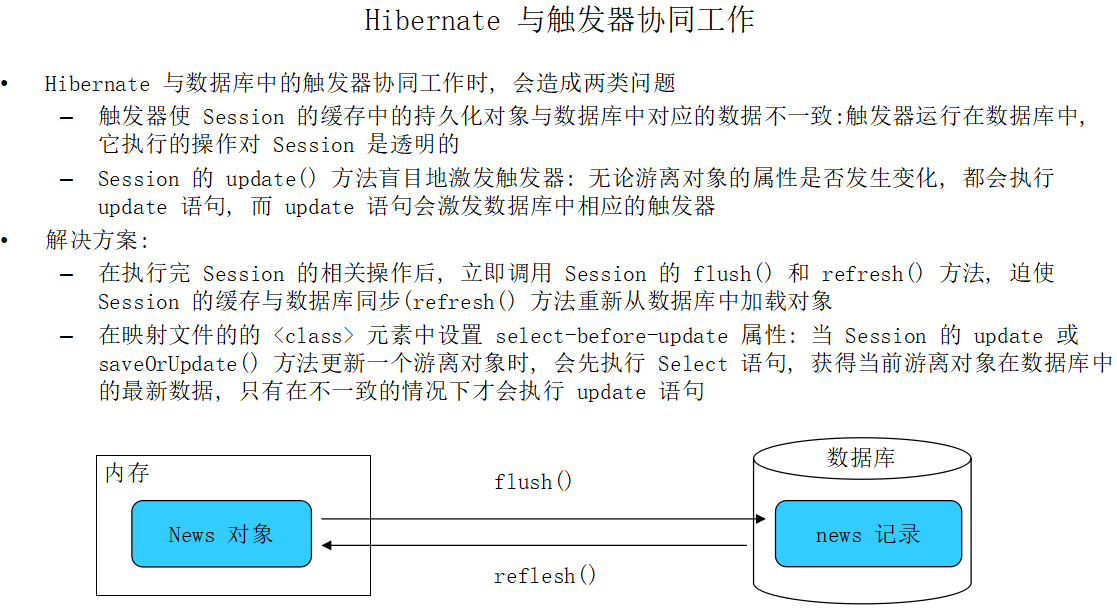 Hibernate 与触发器协同工作
• Hibernate 与数据库中的触发器协同工作时, 会造成两类问题
– 触发器使 Session 的缓存中的持久化对象与数据库中对应的数据不一致:触发器运行在数据库中,
它执行的操作对 Session 是透明的
– Session 的 update() 方法盲目地激发触发器: 无论游离对象的属性是否发生变化, 都会执行
update 语句, 而 update 语句会激发数据库中相应的触发器
• 解决方案:
– 在执行完 Session 的相关操作后, 立即调用 Session 的 flush() 和 refresh() 方法, 迫使
Session 的缓存与数据库同步(refresh() 方法重新从数据库中加载对象
– 在映射文件的的 <class> 元素中设置 select-before-update 属性: 当 Session 的 update 或
saveOrUpdate() 方法更新一个游离对象时, 会先执行 Select 语句, 获得当前游离对象在数据库中
的最新数据, 只有在不一致的情况下才会执行 update 语句
内存
数据库
flush()
News 对象
news 记录
reflesh()